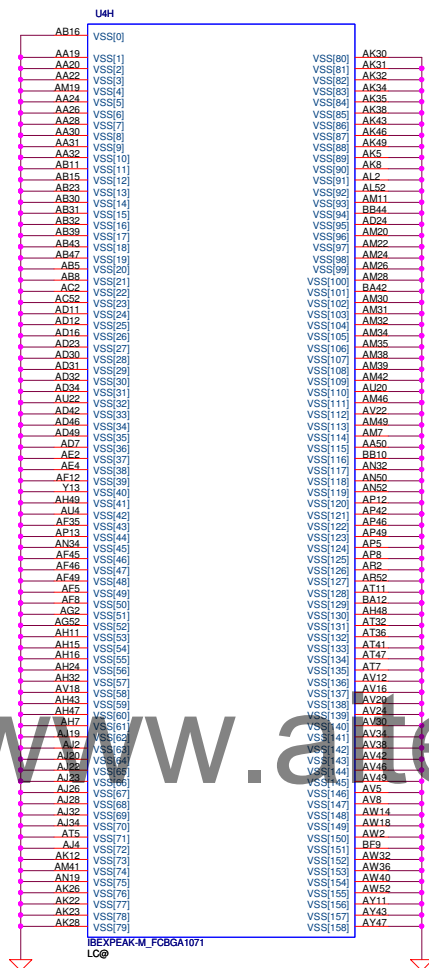 U4H
AB16 VSS[0]
AA19 VSS[1] VSS[80] AK30
AA20 VSS[2] VSS[81] AK31
AA22 VSS[3] VSS[82] AK32
AM19 VSS[4] VSS[83] AK34
AA24 VSS[5] VSS[84] AK35
AA26 VSS[6] VSS[85] AK38
AA28 VSS[7] VSS[86] AK43
AA30 VSS[8] VSS[87] AK46
AA31 VSS[9] VSS[88] AK49
AA32 VSS[10] VSS[89] AK5
AB11 VSS[11] VSS[90] AK8
AB15 VSS[12] VSS[91] AL2
AB23 VSS[13] VSS[92] AL52
AB30 VSS[14] VSS[93] AM11
AB31 VSS[15] VSS[94] BB44
AB32 VSS[16] VSS[95] AD24
AB39 VSS[17] VSS[96] AM20
AB43 VSS[18] VSS[97] AM22
AB47 VSS[19] VSS[98] AM24
AB5 VSS[20] VSS[99] AM26
AB8 VSS[21] VSS[100] AM28
AC2 VSS[22] VSS[101] BA42
AC52 VSS[23] VSS[102] AM30
AD11 VSS[24] VSS[103] AM31
AD12 VSS[25] VSS[104] AM32
AD16 VSS[26] VSS[105] AM34
AD23 VSS[27] VSS[106] AM35
AD30 VSS[28] VSS[107] AM38
AD31 VSS[29] VSS[108] AM39
AD32 VSS[30] VSS[109] AM42
AD34 VSS[31] VSS[110] AU20
AU22 VSS[32] VSS[111] AM46
AD42 VSS[33] VSS[112] AV22
AD46 VSS[34] VSS[113] AM49
AD49 VSS[35] VSS[114] AM7
AD7 VSS[36] VSS[115] AA50
AE2 VSS[37] VSS[116] BB10
AE4 VSS[38] VSS[117] AN32
AF12 VSS[39] VSS[118] AN50
Y13 VSS[40] VSS[119] AN52
AH49 VSS[41] VSS[120] AP12
AU4 VSS[42] VSS[121] AP42
AF35 VSS[43] VSS[122] AP46
AP13 VSS[44] VSS[123] AP49
AN34 VSS[45] VSS[124] AP5
AF45 VSS[46] VSS[125] AP8
AF46 VSS[47] VSS[126] AR2
AF49 VSS[48] VSS[127] AR52
AF5 VSS[49] VSS[128] AT11
AF8 VSS[50] VSS[129] BA12
AG2 VSS[51] VSS[130] AH48
AG52 VSS[52] VSS[131] AT32
AH11 VSS[53] VSS[132] AT36
AH15 VSS[54] VSS[133] AT41
AH16 VSS[55] VSS[134] AT47
AH24 VSS[56] VSS[135] AT7
AH32 VSS[57] VSS[136] AV12
AV18 VSS[58] VSS[137] AV16
AH43 VSS[59] VSS[138] AV20
AH47 VSS[60] VSS[139] AV24
AH7 VSS[61] VSS[140] AV30
AJ19 VSS[62] VSS[141] AV34
AJ2 VSS[63] VSS[142] AV38
AJ20 VSS[64] VSS[143] AV42
AJ22 VSS[65] VSS[144] AV46
AJ23 VSS[66] VSS[145] AV49
AJ26 VSS[67] VSS[146] AV5
AJ28 VSS[68] VSS[147] AV8
AJ32 VSS[69] VSS[148] AW14
AJ34 VSS[70] VSS[149] AW18
AT5 VSS[71] VSS[150] AW2
AJ4 VSS[72] VSS[151] BF9
AK12 VSS[73] VSS[152] AW32
AM41 VSS[74] VSS[153] AW36
AN19 VSS[75] VSS[154] AW40
AK26 VSS[76] VSS[155] AW52
AK22 VSS[77] VSS[156] AY11
AK23 VSS[78] VSS[157] AY43
AK28 VSS[79] VSS[158] AY47
IBEXPEAK-M_FCBGA1071
LC@
www.aite